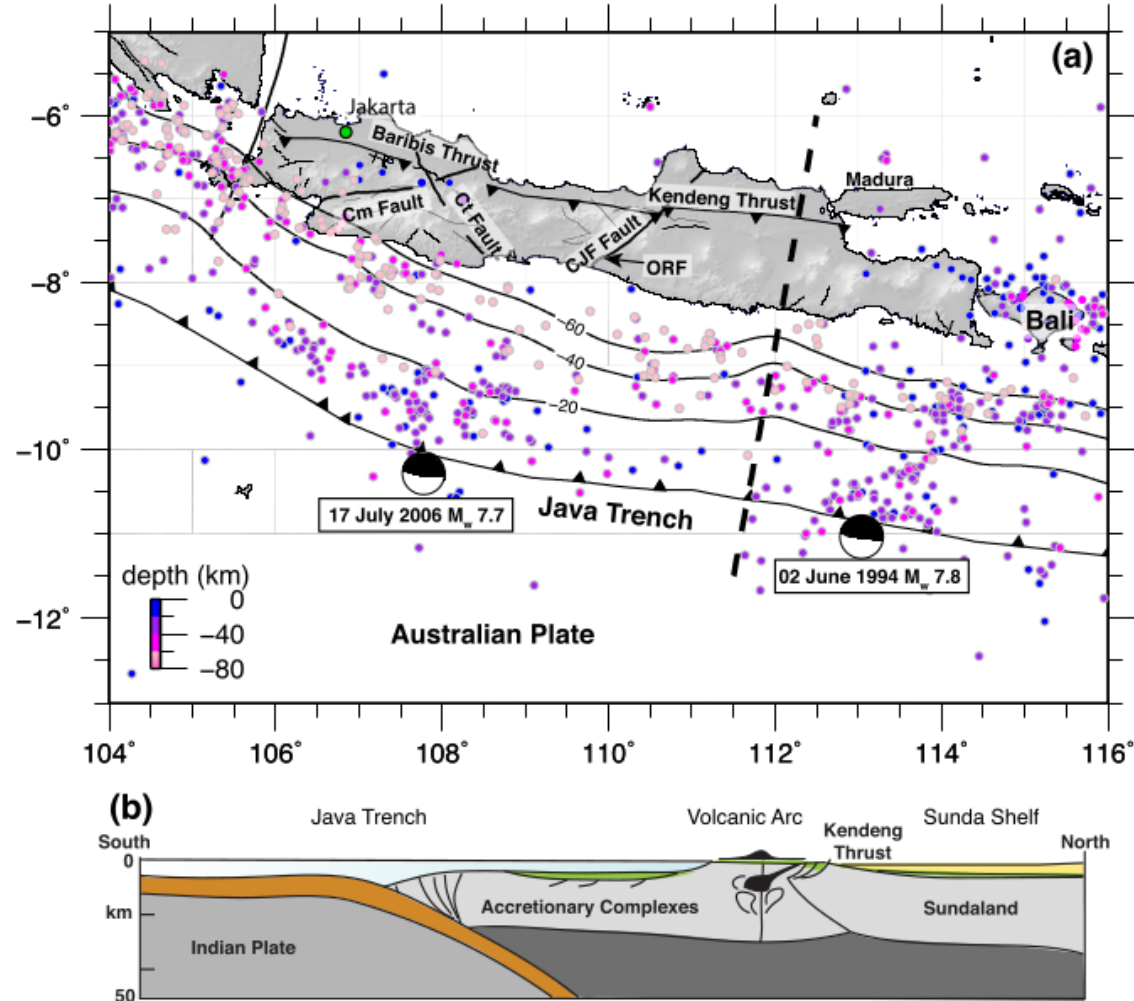 (a)
−6°
−8°
−10°
−12°
Jakarta
Baribis Thrust
Cm Fault
Ct Fault
CJF Fault
ORF
Kendeng Thrust
Madura
Bali
−60
−40
−20
Java Trench
17 July 2006 Mw 7.7
02 June 1994 Mw 7.8
depth (km)
0
−40
−80
Australian Plate
104° 106° 108° 110° 112° 114° 116°
(b)
Java Trench
Volcanic Arc
Kendeng
Thrust
Sunda Shelf
South
North
0
km
50
Accretionary Complexes
Sundaland
Indian Plate